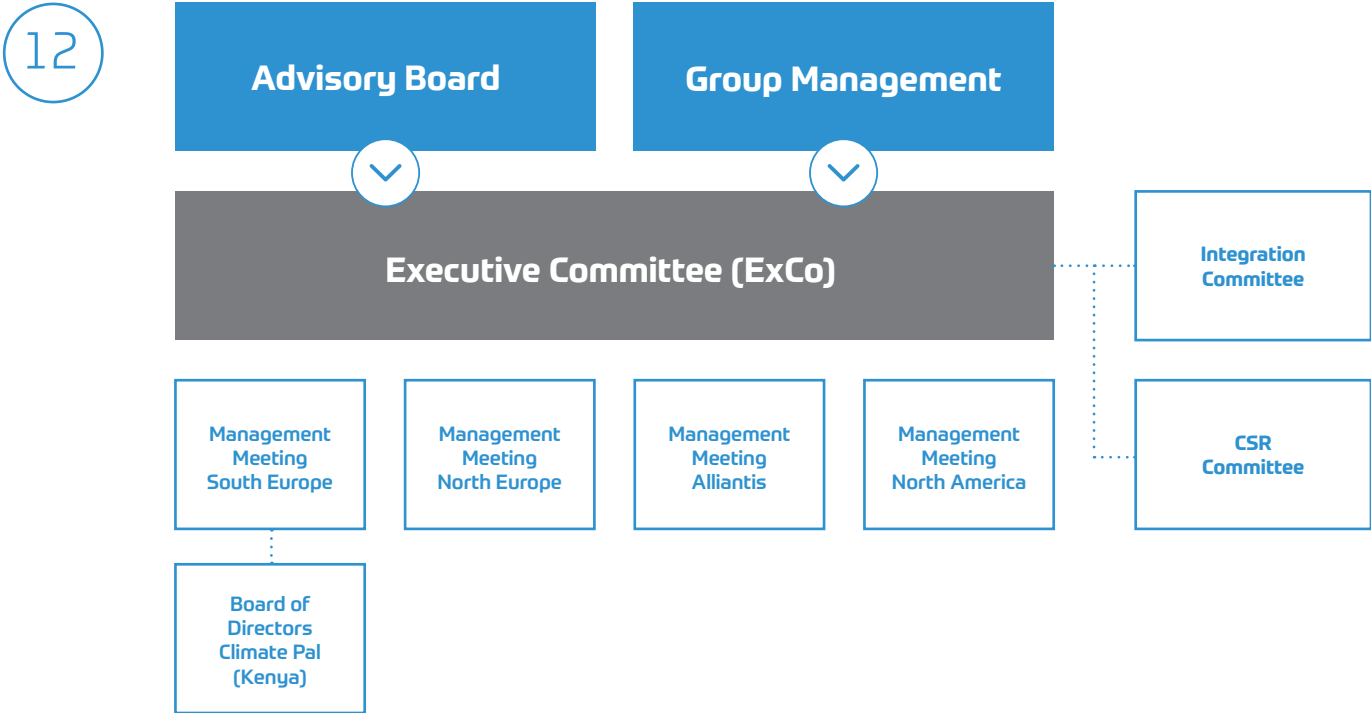 12
Advisory Board
Group Management
Executive Committee (ExCo)
Integration
Committee
Management
Meeting
South Europe
Management
Meeting
North Europe
Management
Meeting
Alliantis
Management
Meeting
North America
CSR
Committee
Board of
Directors
Climate Pal
(Kenya)